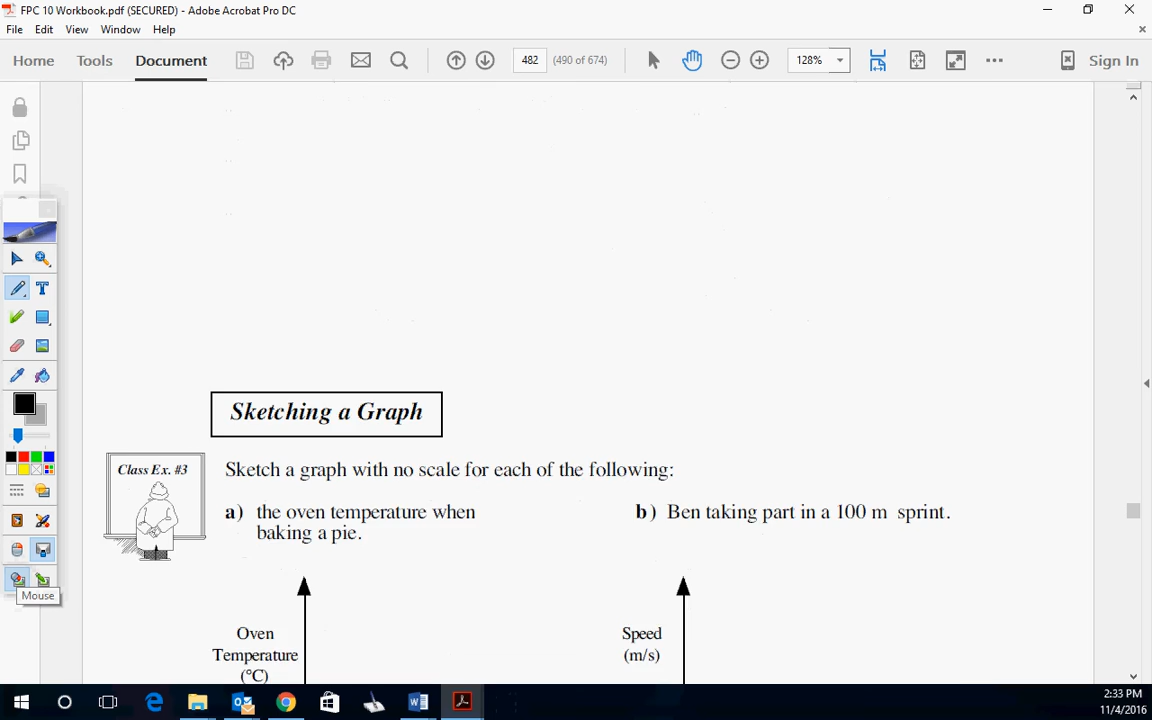 FPC 10 Workbook.pdf (SECURED) - Adobe Acrobat Pro DC
File Edit View Window Help
Home Tools Document 482 (490 of 674) 128% Sign In
Sketching a Graph
Class Ex. #3
Sketch a graph with no scale for each of the following:
a) the oven temperature when
baking a pie.
b) Ben taking part in a 100 m sprint.
Mouse
Oven
Temperature
(°C)
Speed
(m/s)
2:33 PM
11/4/2016